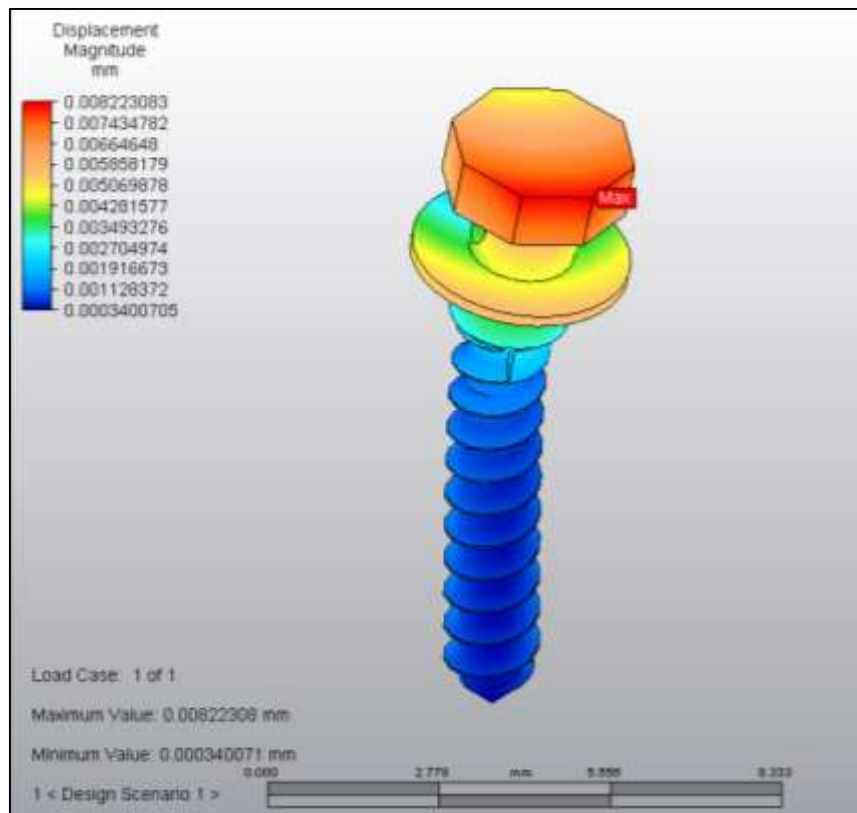 Displacement
Magnitude
mm
0.008223083
0.007434782
0.00664648
0.005858179
0.005069878
0.004281577
0.003493276
0.002704974
0.001916673
0.001128372
0.0003400705
Max
Load Case: 1 of 1
Maximum Value: 0.00822308 mm
Minimum Value: 0.000340071 mm
0.000 2.778 mm 5.556 8.333
1 < Design Scenario 1 >